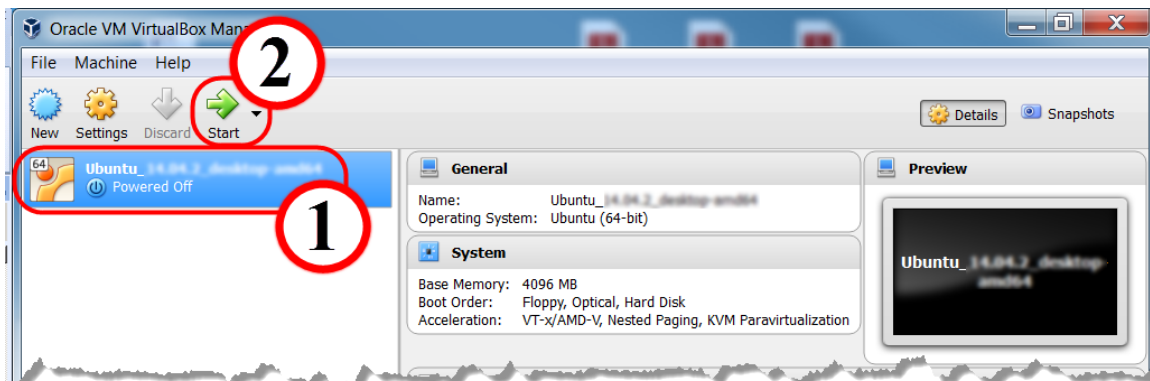 Oracle VM VirtualBox Man
File Machine Help
2
New Settings Discard Start
Details Snapshots
64
Ubuntu_
Powered Off
1
General
Name: Ubuntu_
Operating System: Ubuntu (64-bit)
System
Base Memory: 4096 MB
Boot Order: Floppy, Optical, Hard Disk
Acceleration: VT-x/AMD-V, Nested Paging, KVM Paravirtualization
Preview
Ubuntu_